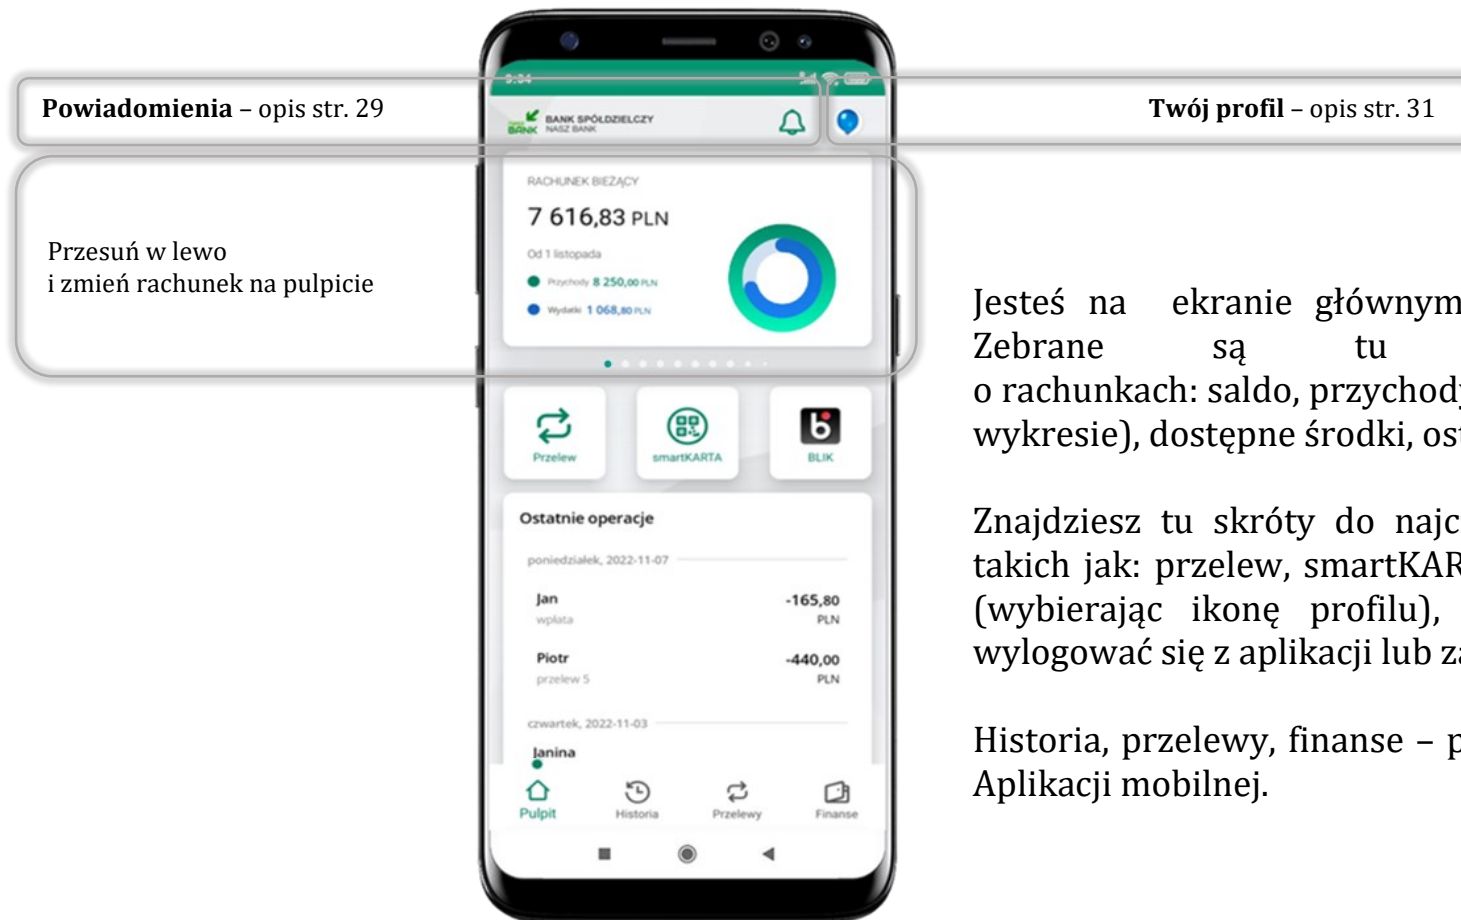 9:34
Powiadomienia – opis str. 29
BANK
BANK SPÓŁDZIELCZY
NASZ BANK
Twój profil – opis str. 31
Przesuń w lewo
i zmień rachunek na pulpicie
RACHUNEK BIEŻĄCY
7 616,83 PLN
Od 1 listopada
Przychody 8 250,00 PLN
Wydatki 1 068,80 PLN
Przelew
smartKARTA
BLIK
Ostatnie operacje
poniedziałek, 2022-11-07
Jan -165,80
wpłata PLN
Piotr -440,00
przelew 5 PLN
czwartek, 2022-11-03
Janina
Pulpit Historia Przelewy Finanse
Jesteś na ekranie głównym
Zebrane są tu
o rachunkach: saldo, przychody
wykresie), dostępne środki, ost
Znajdziesz tu skróty do najc
takich jak: przelew, smartKAR
(wybierając ikonę profilu),
wylogować się z aplikacji lub za
Historia, przelewy, finanse – p
Aplikacji mobilnej.